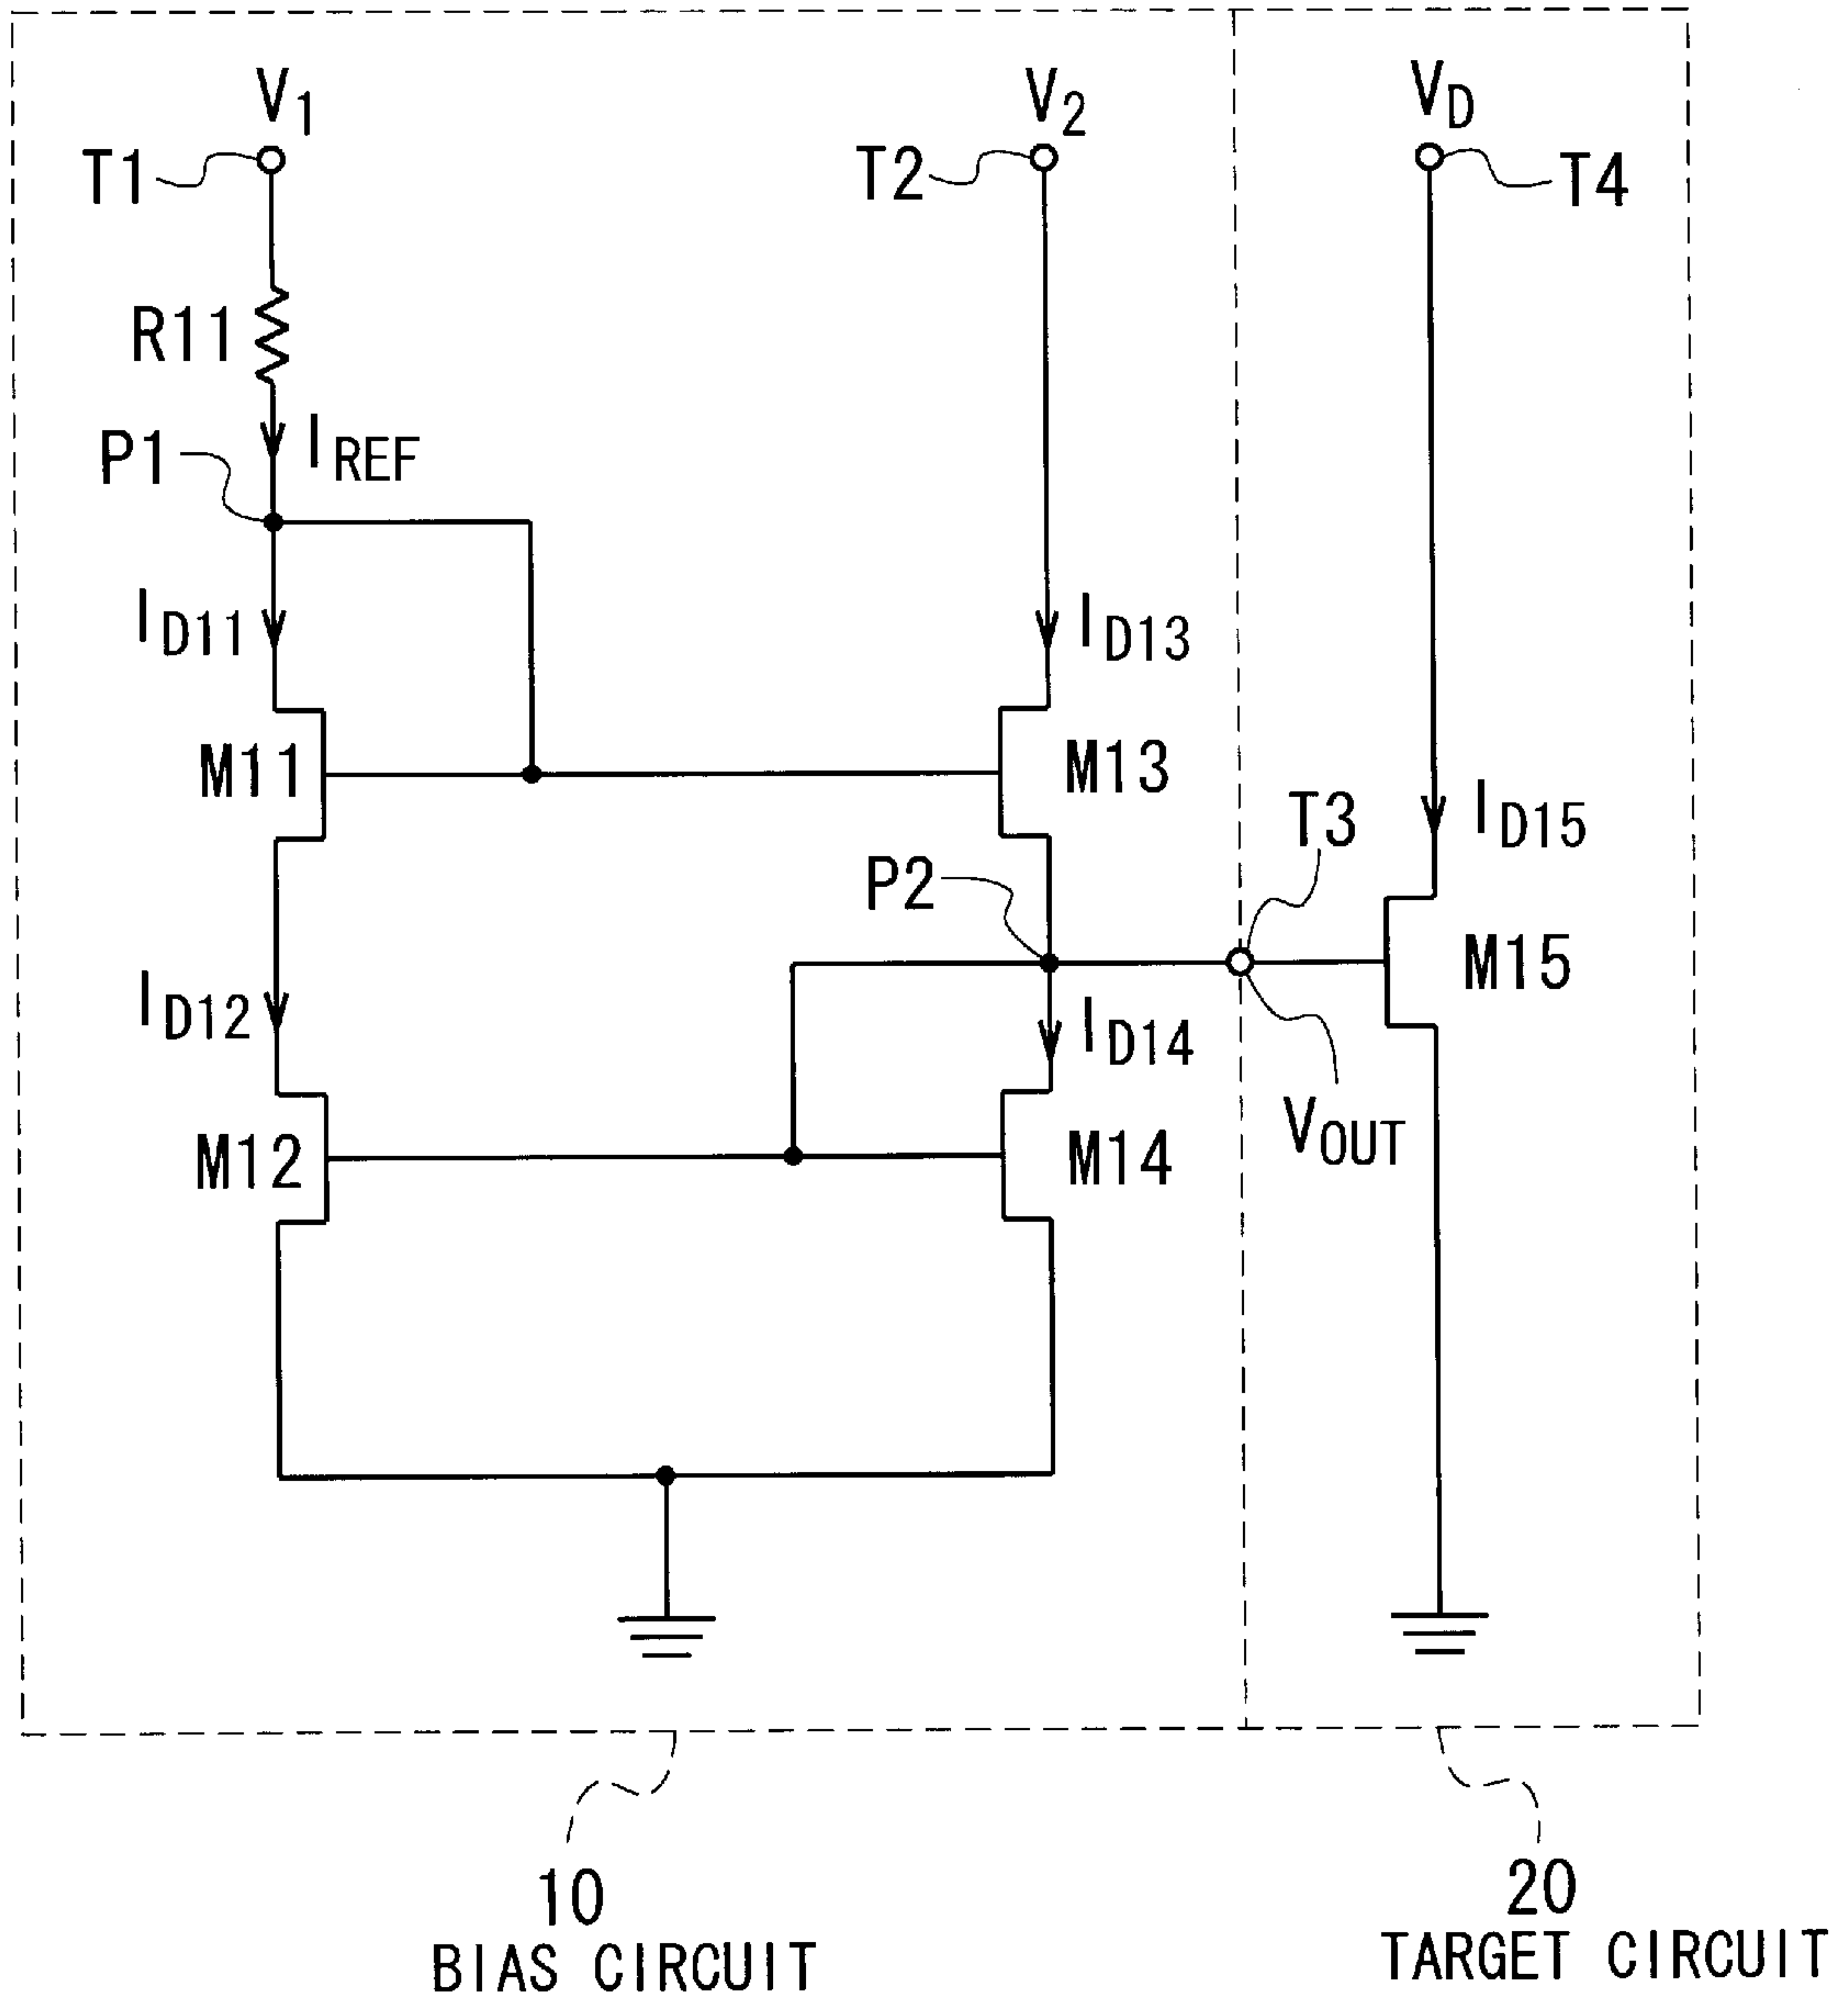 V1
V2
VD
T1
T2
T4
R11
IREF
P1
ID11
ID13
M11
M13
T3
ID15
P2
M15
ID12
ID14
VOUT
M12
M14
10
BIAS CIRCUIT
20
TARGET CIRCUIT